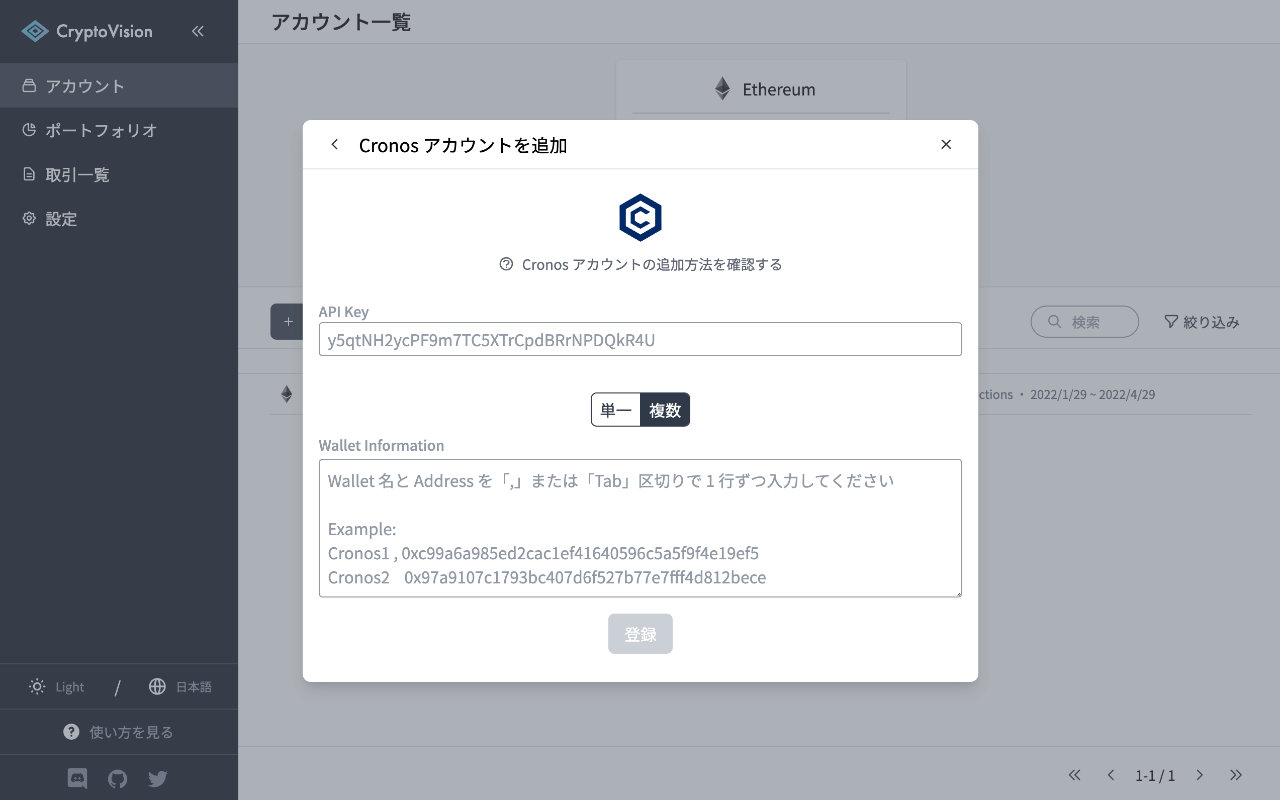 CryptoVision
アカウント
ポートフォリオ
取引一覧
設定
Light / 日本語
使い方を見る
アカウント一覧
Ethereum
Cronos アカウントを追加
Cronos アカウントの追加方法を確認する
API Key
y5qtNH2ycPF9m7TC5XTrCpdBRrNPDQkR4U
単一 複数
Wallet Information
Wallet 名と Address を「,」または「Tab」区切りで 1 行ずつ入力してください
Example:
Cronos1 , 0xc99a6a985ed2cac1ef41640596c5a5f9f4e19ef5
Cronos2 0x97a9107c1793bc407d6f527b77e7fff4d812bece
登録
検索
絞り込み
ctions・2022/1/29 ~ 2022/4/29
1-1 / 1